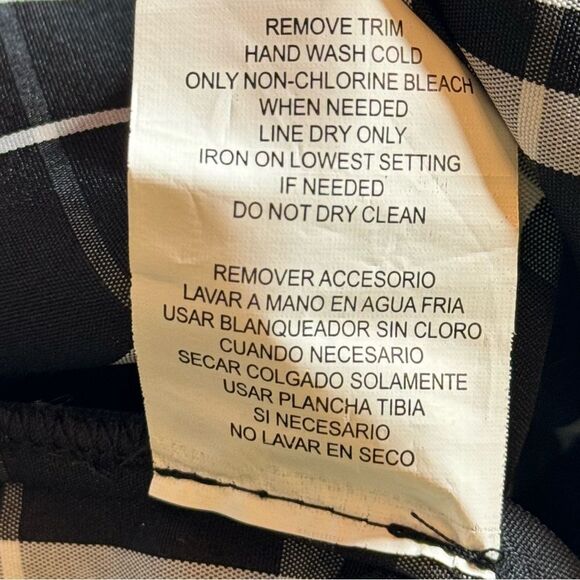 REMOVE TRIM
HAND WASH COLD
ONLY NON-CHLORINE BLEACH
WHEN NEEDED
LINE DRY ONLY
IRON ON LOWEST SETTING
IF NEEDED
DO NOT DRY CLEAN
REMOVER ACCESORIO
LAVAR A MANO EN AGUA FRIA
USAR BLANQUEADOR SIN CLORO
CUANDO NECESARIO
SECAR COLGADO SOLAMENTE
USAR PLANCHA TIBIA
SI NECESARIO
NO LAVAR EN SECO